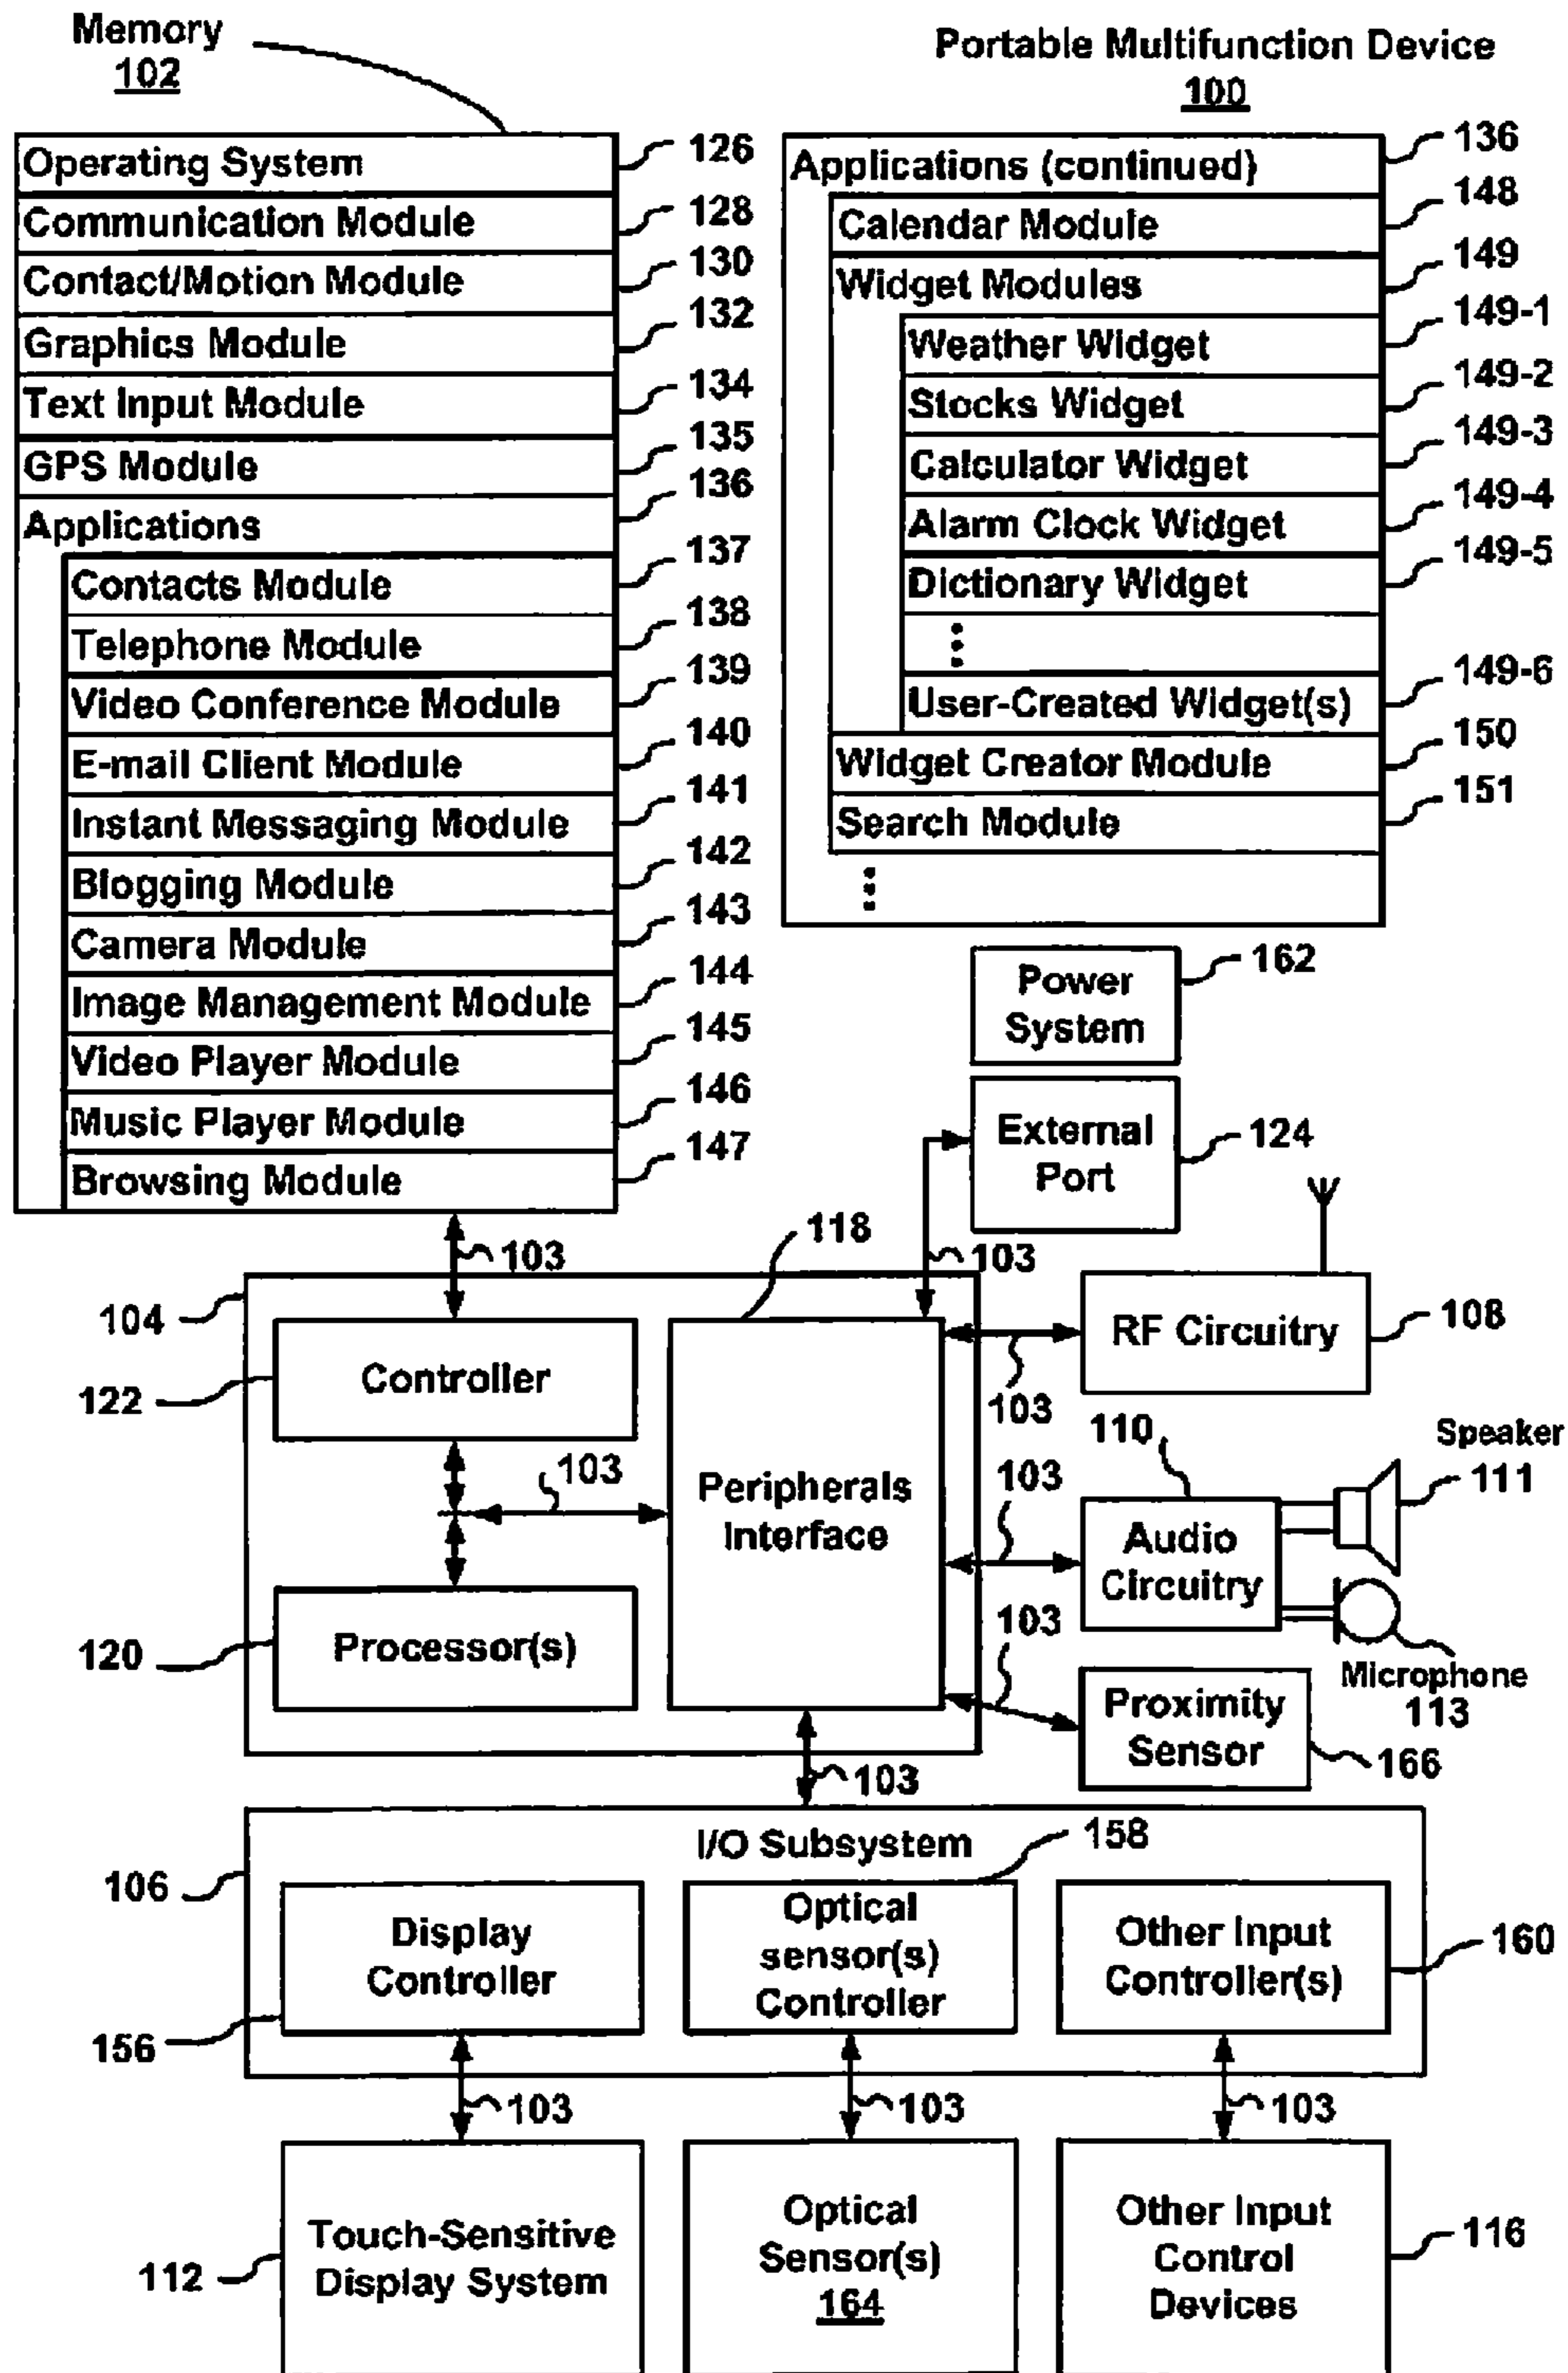 Memory
102
Portable Multifunction Device
100
Operating System
126
Communication Module
128
Contact/Motion Module
130
Graphics Module
132
Text Input Module
134
GPS Module
135
Applications
136
Contacts Module
137
Telephone Module
138
Video Conference Module
139
E-mail Client Module
140
Instant Messaging Module
141
Blogging Module
142
Camera Module
143
Image Management Module
144
Video Player Module
145
Music Player Module
146
Browsing Module
147
Applications (continued)
136
Calendar Module
148
Widget Modules
149
Weather Widget
149-1
Stocks Widget
149-2
Calculator Widget
149-3
Alarm Clock Widget
149-4
Dictionary Widget
149-5
User-Created Widget(s)
149-6
Widget Creator Module
150
Search Module
151
Power
System
162
External
Port
124
103
118
103
104
Controller
122
103
Peripherals
Interface
Processor(s)
120
RF Circuitry
108
103
110
Speaker
111
103
Audio
Circuitry
103
Microphone
113
Proximity
Sensor
166
103
I/O Subsystem
158
106
Display
Controller
156
Optical
sensor(s)
Controller
Other Input
Controller(s)
160
103
103
103
Touch-Sensitive
Display System
112
Optical
Sensor(s)
164
Other Input
Control
Devices
116